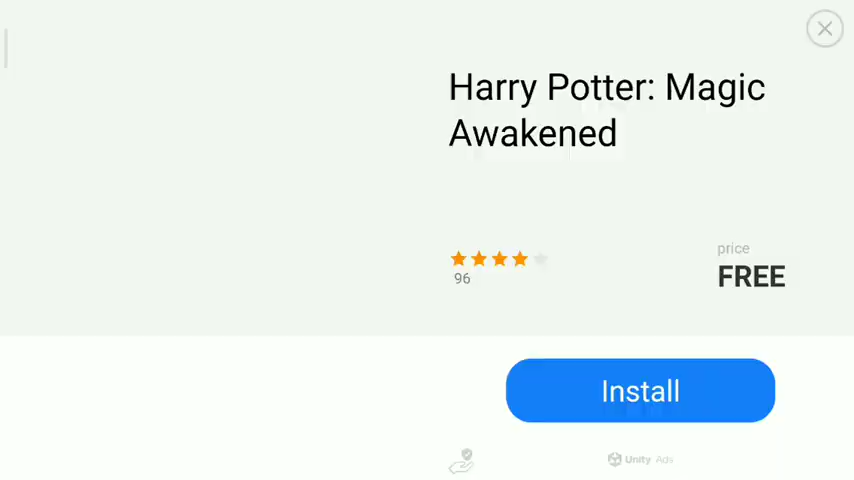 Harry Potter: Magic
Awakened
price
96
FREE
Install
Unity Ads